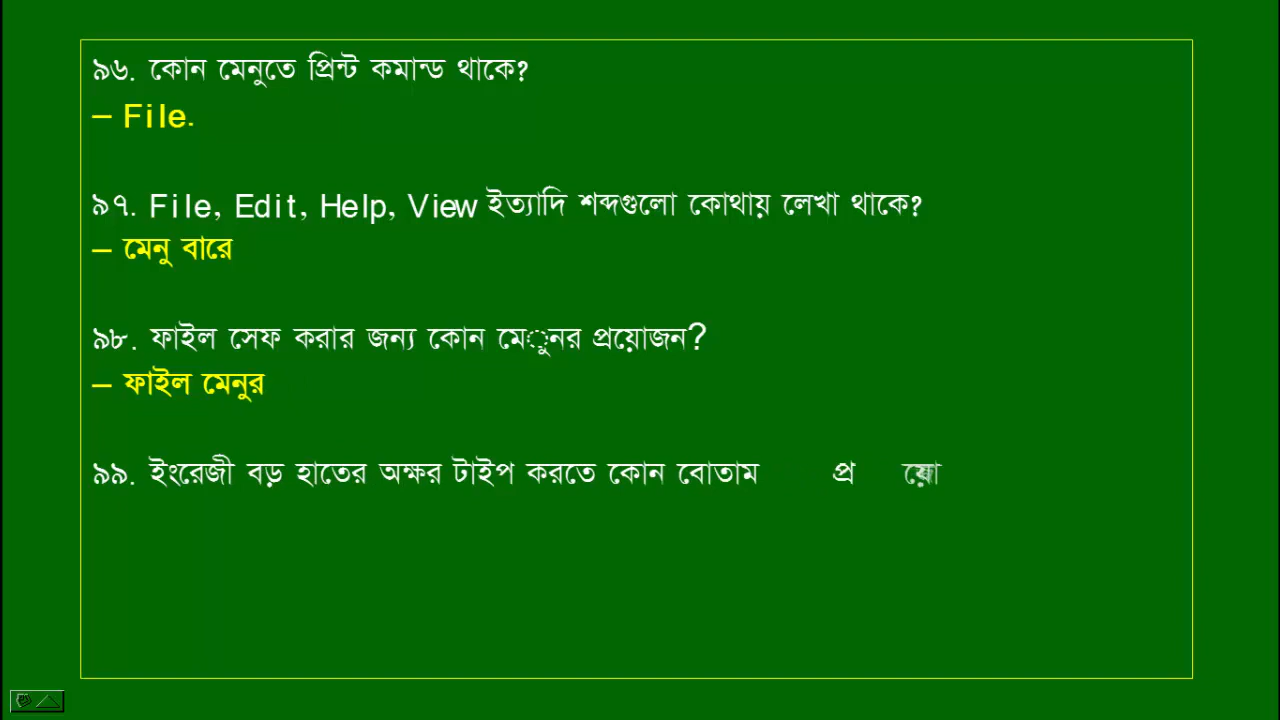 ৯৬. কোন মেনুতে প্রিন্ট কমান্ড থাকে?
– File.
৯৭. File, Edit, Help, View ইত্যাদি শব্দগুলো কোথায় লেখা থাকে?
– মেনু বারে
৯৮. ফাইল সেফ করার জন্য কোন মেুনর প্রয়োজন?
– ফাইল মেনুর
৯৯. ইংরেজী বড় হাতের অক্ষর টাইপ করতে কোন বোতাম প্র